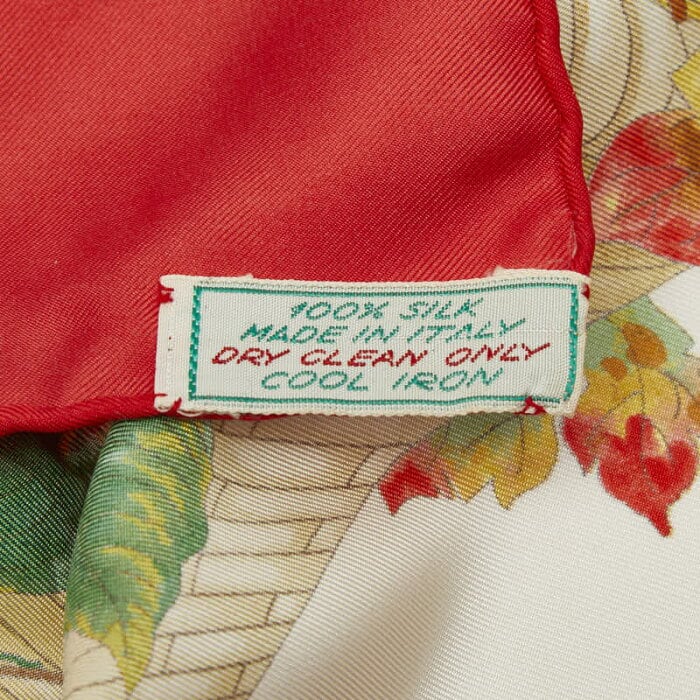 100% SILK
MADE IN ITALY
DRY CLEAN ONLY
COOL IRON